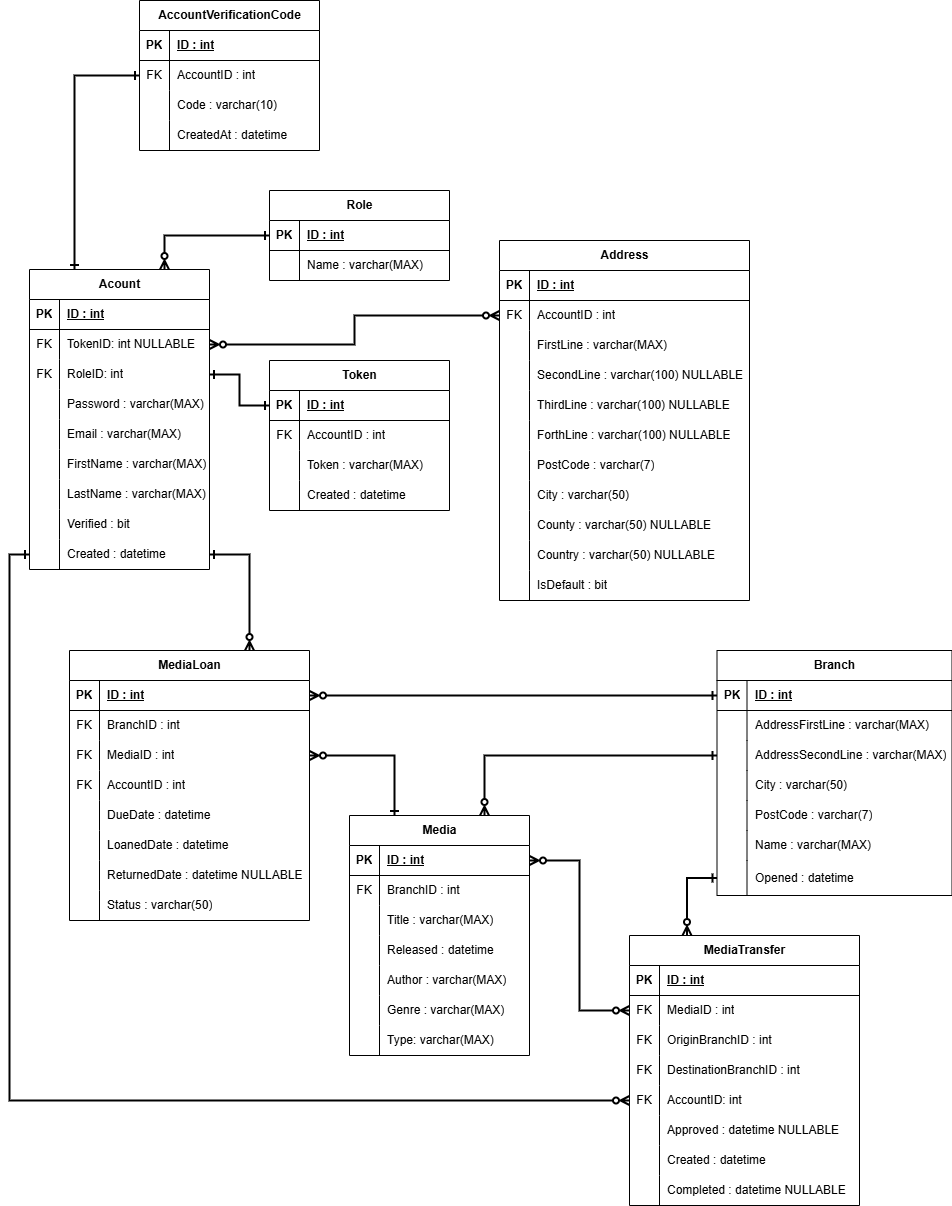 AccountVerificationCode
PK ID : int
FK AccountID : int
Code : varchar(10)
CreatedAt : datetime
Role
PK ID : int
Name : varchar(MAX)
Acount
PK ID : int
FK TokenID: int NULLABLE
FK RoleID: int
Password : varchar(MAX)
Email : varchar(MAX)
FirstName : varchar(MAX)
LastName : varchar(MAX)
Verified : bit
Created : datetime
Token
PK ID : int
FK AccountID : int
Token : varchar(MAX)
Created : datetime
Address
PK ID : int
FK AccountID : int
FirstLine : varchar(MAX)
SecondLine : varchar(100) NULLABLE
ThirdLine : varchar(100) NULLABLE
ForthLine : varchar(100) NULLABLE
PostCode : varchar(7)
City : varchar(50)
County : varchar(50) NULLABLE
Country : varchar(50) NULLABLE
IsDefault : bit
MediaLoan
PK ID : int
FK BranchID : int
FK MediaID : int
FK AccountID : int
DueDate : datetime
LoanedDate : datetime
ReturnedDate : datetime NULLABLE
Status : varchar(50)
Branch
PK ID : int
AddressFirstLine : varchar(MAX)
AddressSecondLine : varchar(MAX)
City : varchar(50)
PostCode : varchar(7)
Name : varchar(MAX)
Opened : datetime
Media
PK ID : int
FK BranchID : int
Title : varchar(MAX)
Released : datetime
Author : varchar(MAX)
Genre : varchar(MAX)
Type: varchar(MAX)
MediaTransfer
PK ID : int
FK MediaID : int
FK OriginBranchID : int
FK DestinationBranchID : int
FK AccountID: int
Approved : datetime NULLABLE
Created : datetime
Completed : datetime NULLABLE